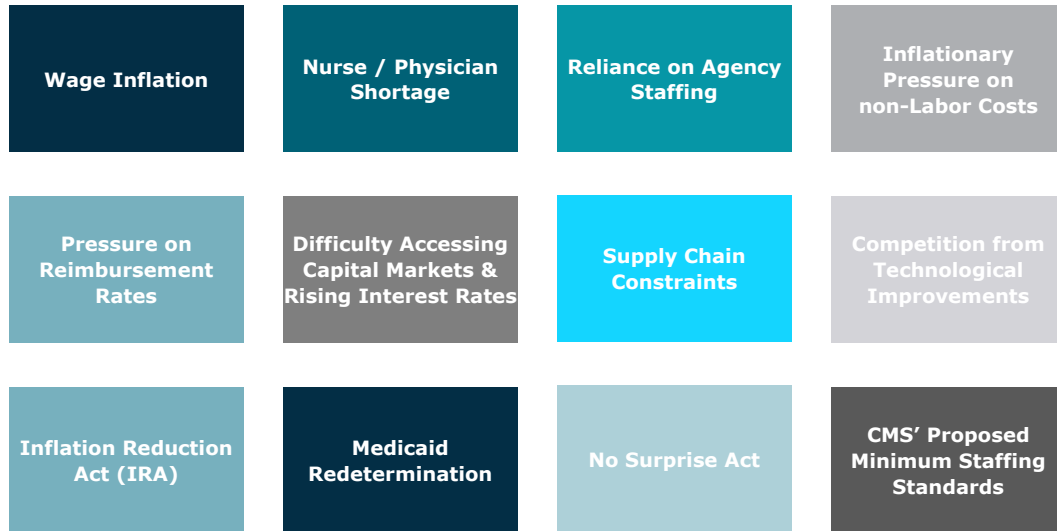 Wage Inflation
Nurse / Physician
Shortage
Reliance on Agency
Staffing
Inflationary
Pressure on
non-Labor Costs
Pressure on
Reimbursement
Rates
Difficulty Accessing
Capital Markets &
Rising Interest Rates
Supply Chain
Constraints
Competition from
Technological
Improvements
Inflation Reduction
Act (IRA)
Medicaid
Redetermination
No Surprise Act
CMS’ Proposed
Minimum Staffing
Standards